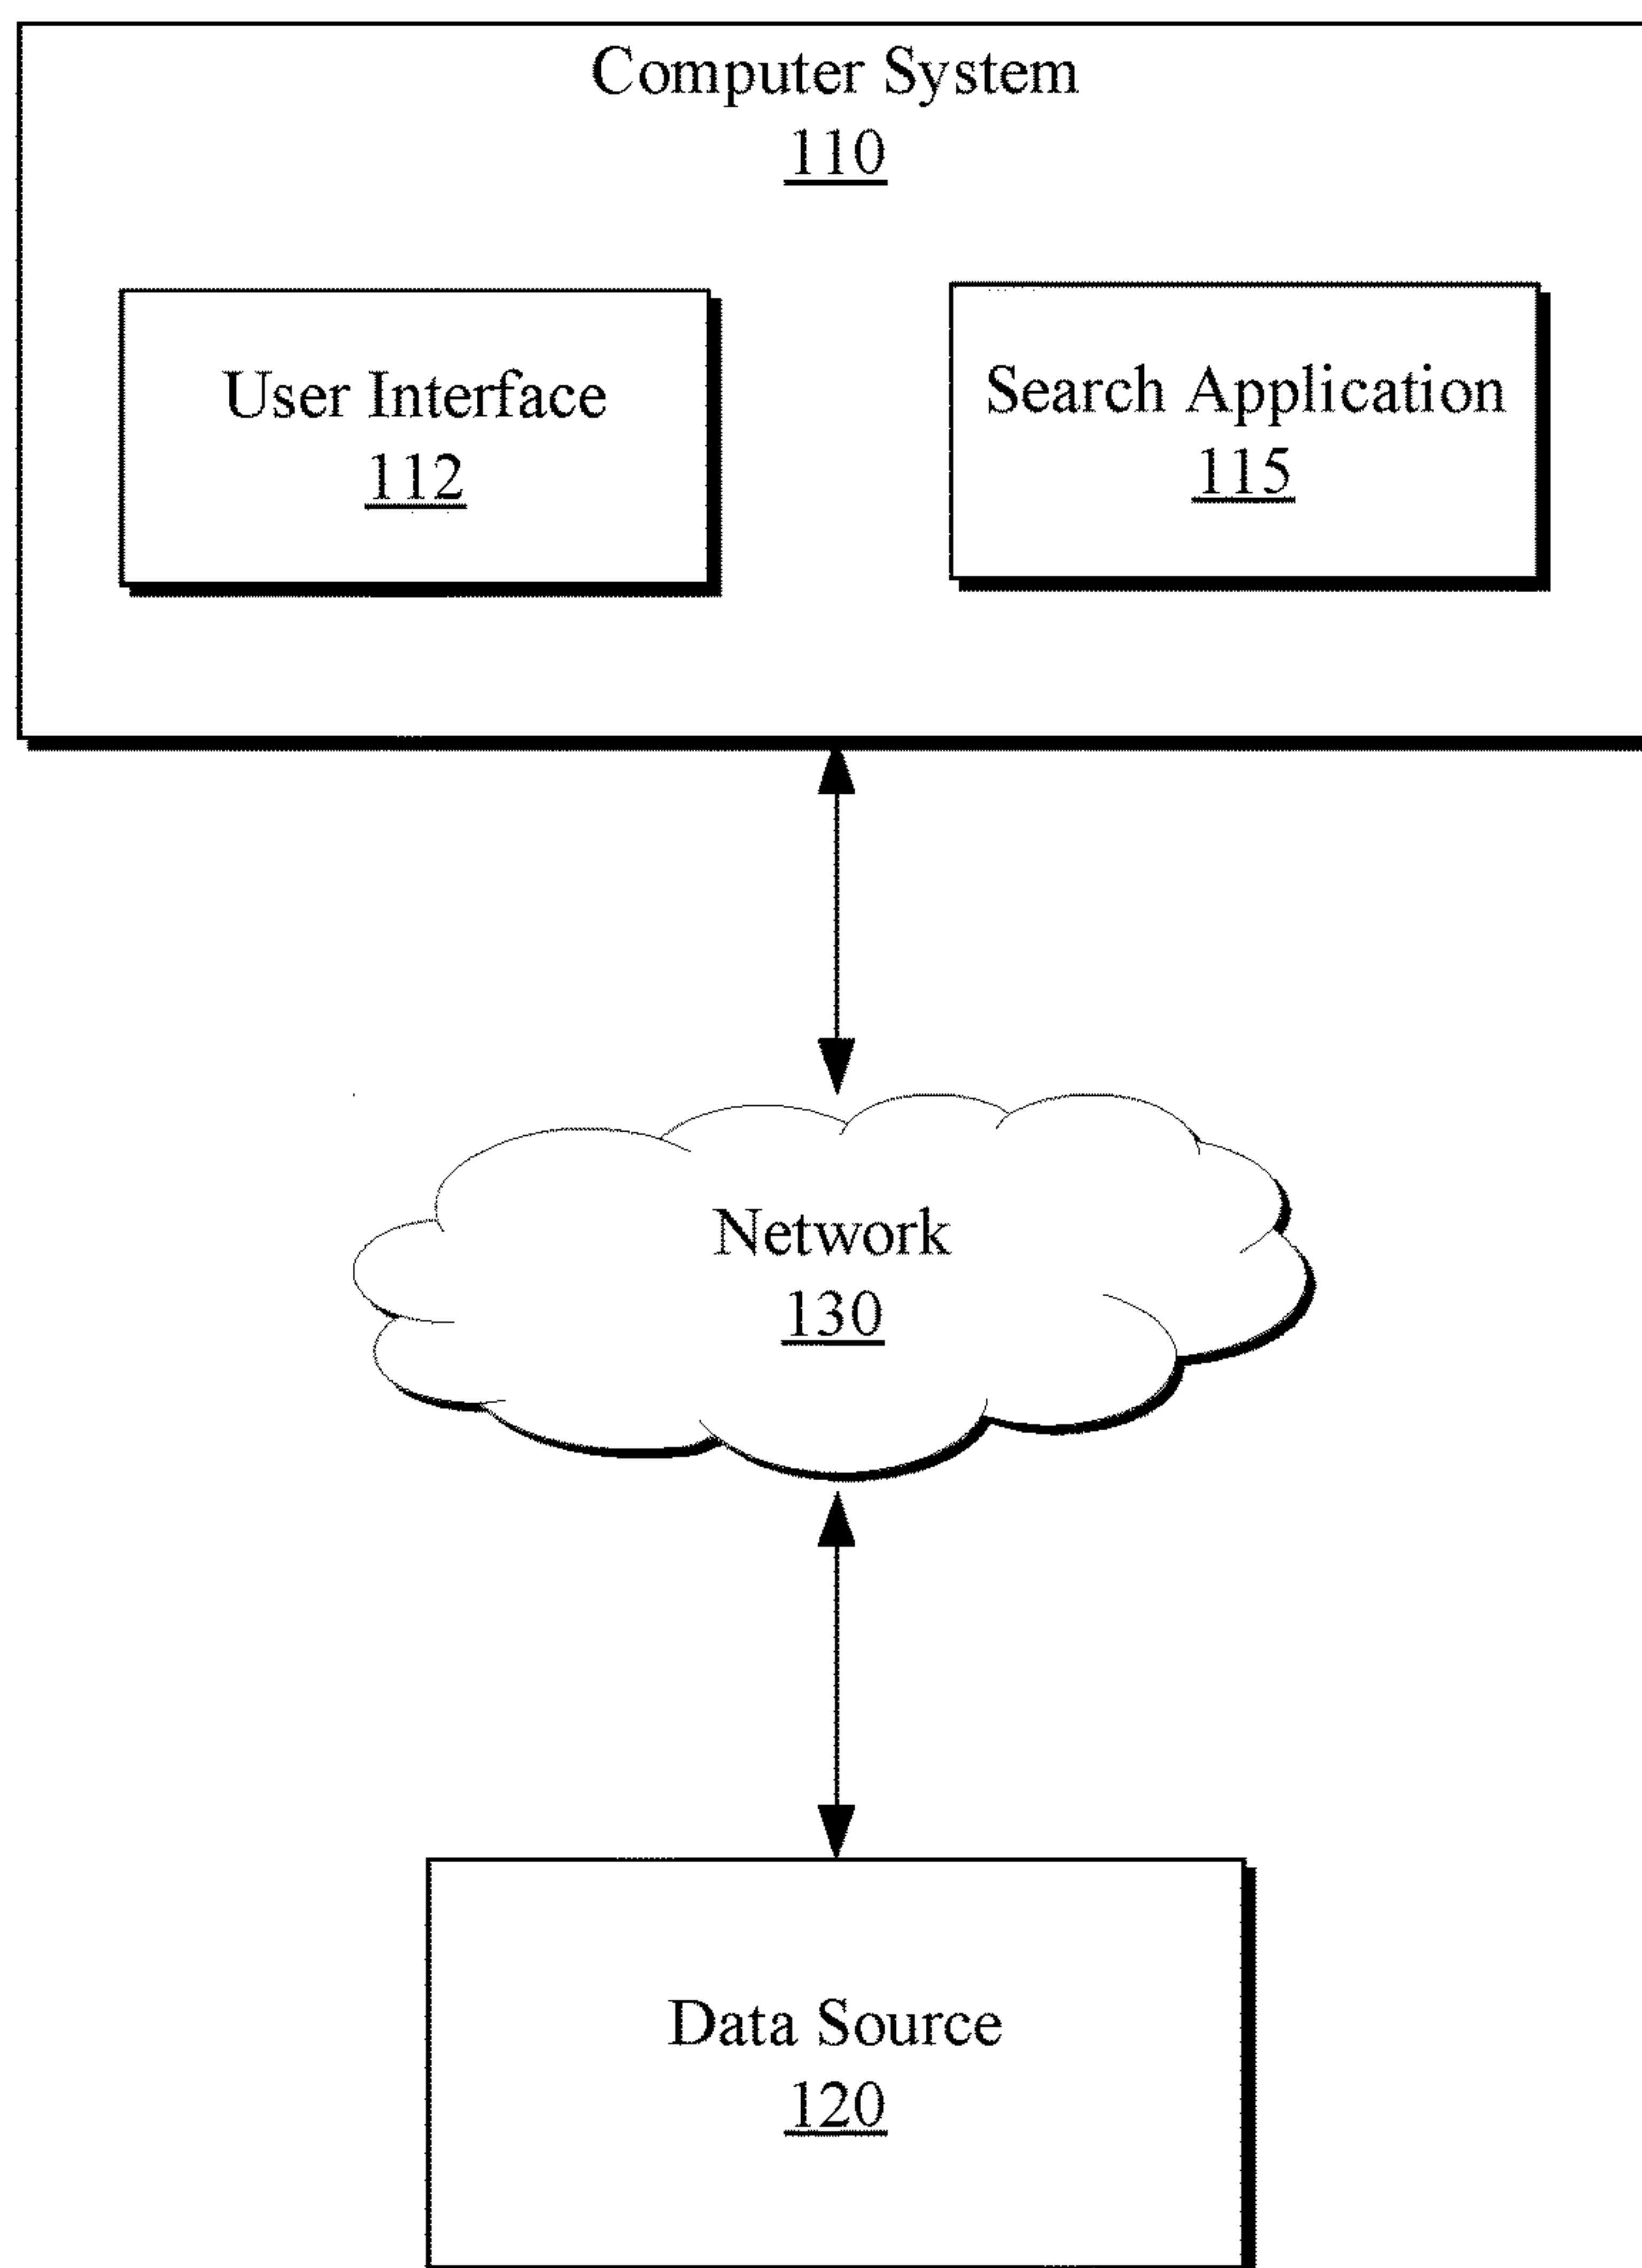 Computer System
110
User Interface
112
Search Application
115
Network
130
Data Source
120